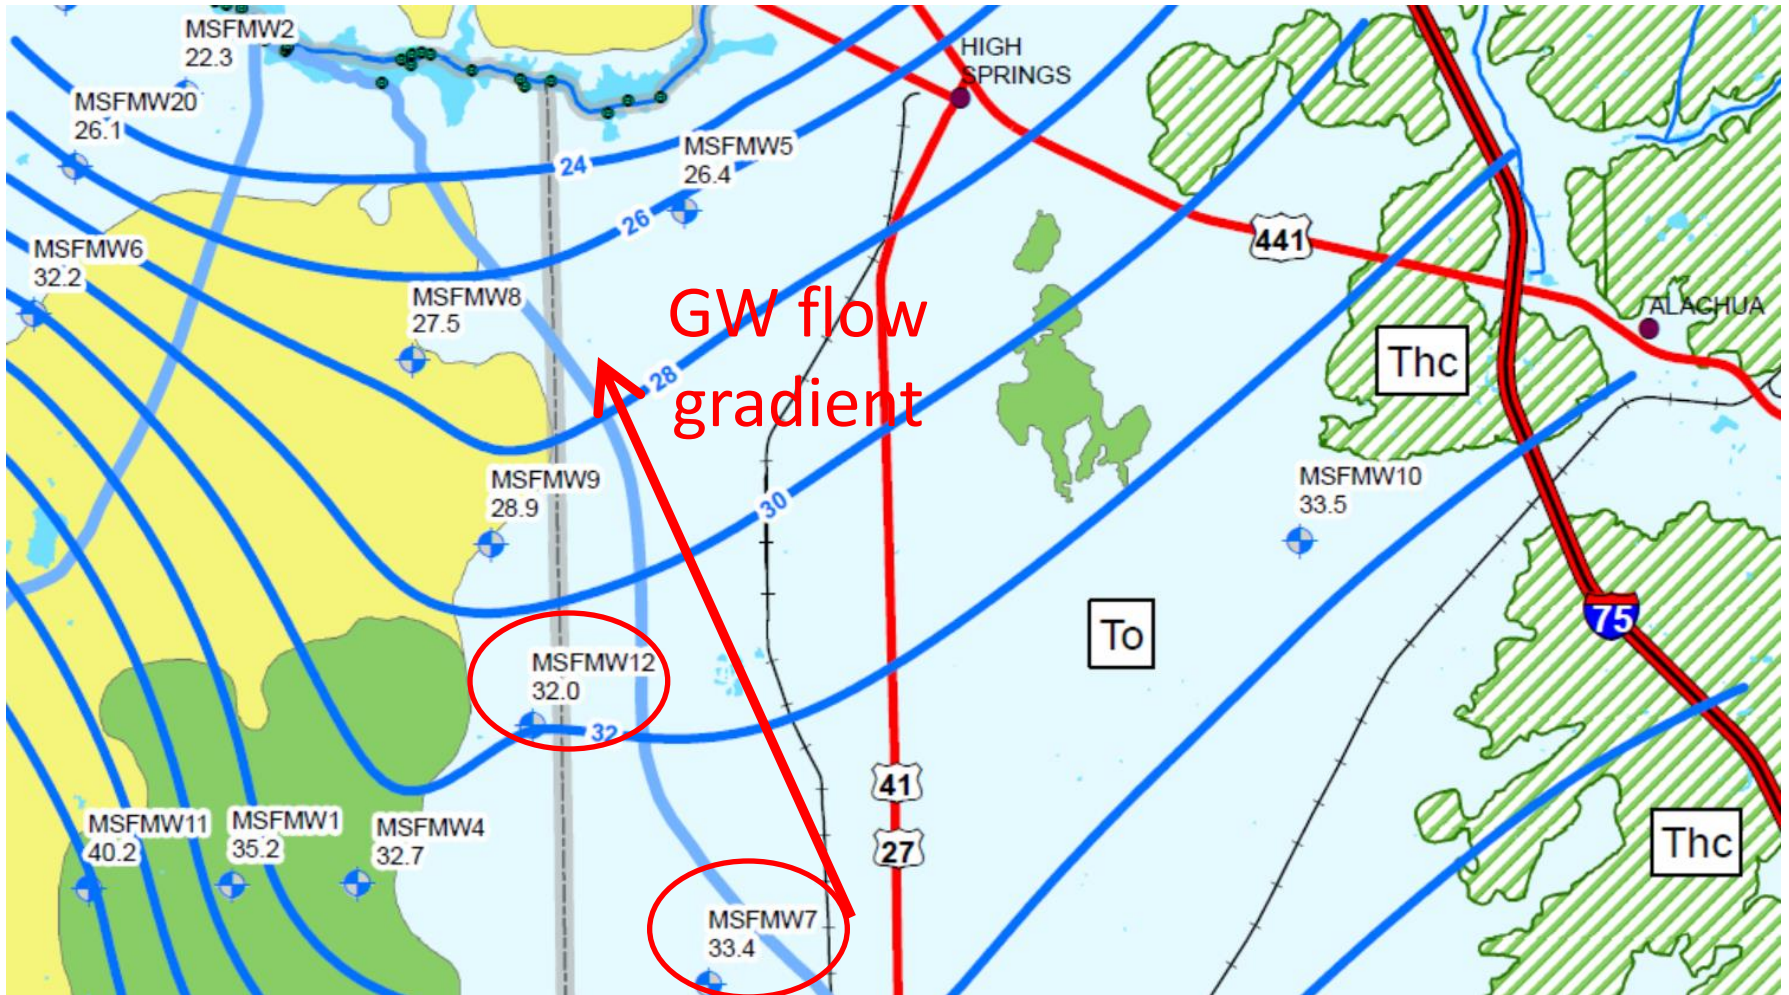 MSFMW2
22.3
HIGH
SPRINGS
MSFMW20
26.1
MSFMW5
26.4
24
26
441
MSFMW6
32.2
MSFMW8
27.5
GW flow
gradient
ALACHUA
Thc
28
MSFMW9
28.9
30
MSFMW10
33.5
75
To
MSFMW12
32.0
32
41
27
MSFMW11
40.2
MSFMW1
35.2
MSFMW4
32.7
Thc
MSFMW7
33.4